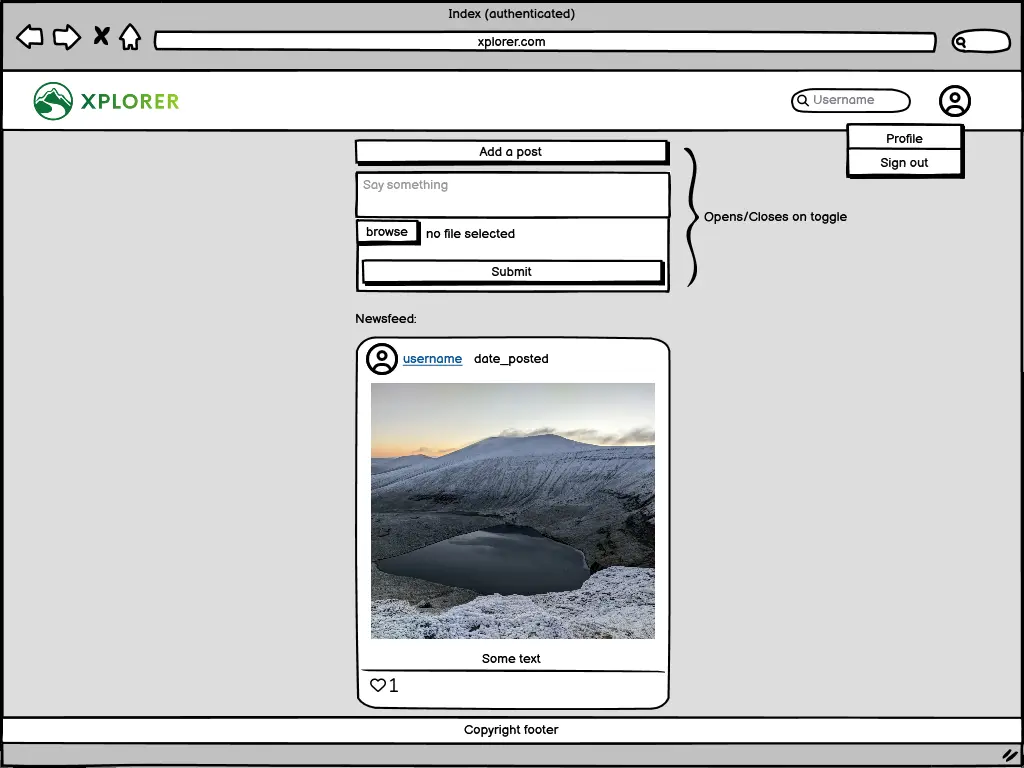 Index (authenticated)
xplorer.com
XPLORER
Username
Profile
Sign out
Add a post
Say something
browse no file selected
Submit
Opens/Closes on toggle
Newsfeed:
username date_posted
Some text
1
Copyright footer